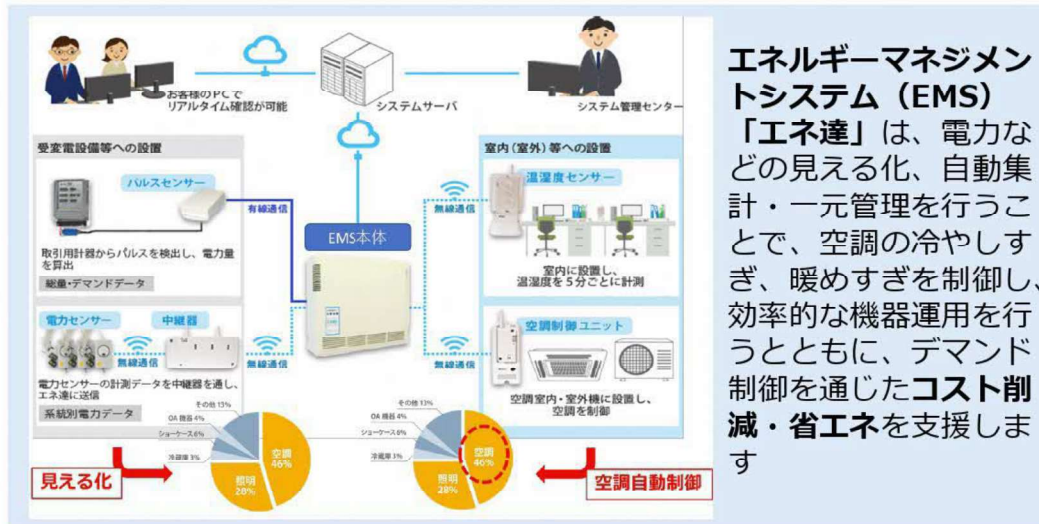 お客様のPCで
リアルタイム確認が可能
システムサーバ
システム管理センター
受変電設備等への設置
パルスセンサー
有線通信
取引用計器からパルスを検出し、電力量
を算出
総量・デマンドデータ
電力センサー
中継器
無線通信
無線通信
電力センサーの計測データを中継器を通し、
エネ達に送信
系統別電力データ
EMS本体
室内(室外)等への設置
温湿度センサー
無線通信
室内に設置し、
温湿度を5分ごとに計測
空調制御ユニット
無線通信
空調室内・室外機に設置し、
空調を制御
その他 13%
OA 機器 4%
ショーケース6%
冷蔵庫 3%
照明
28%
空調
46%
その他 13%
OA 機器 4%
ショーケース6%
冷蔵庫 3%
照明
28%
空調
46%
見える化
空調自動制御
エネルギーマネジメン
トシステム（EMS）
「エネ達」は、電力な
どの見える化、自動集
計・一元管理を行うこ
とで、空調の冷やしす
ぎ、暖めすぎを制御し、
効率的な機器運用を行
うとともに、デマンド
制御を通じたコスト削
減・省エネを支援しま
す